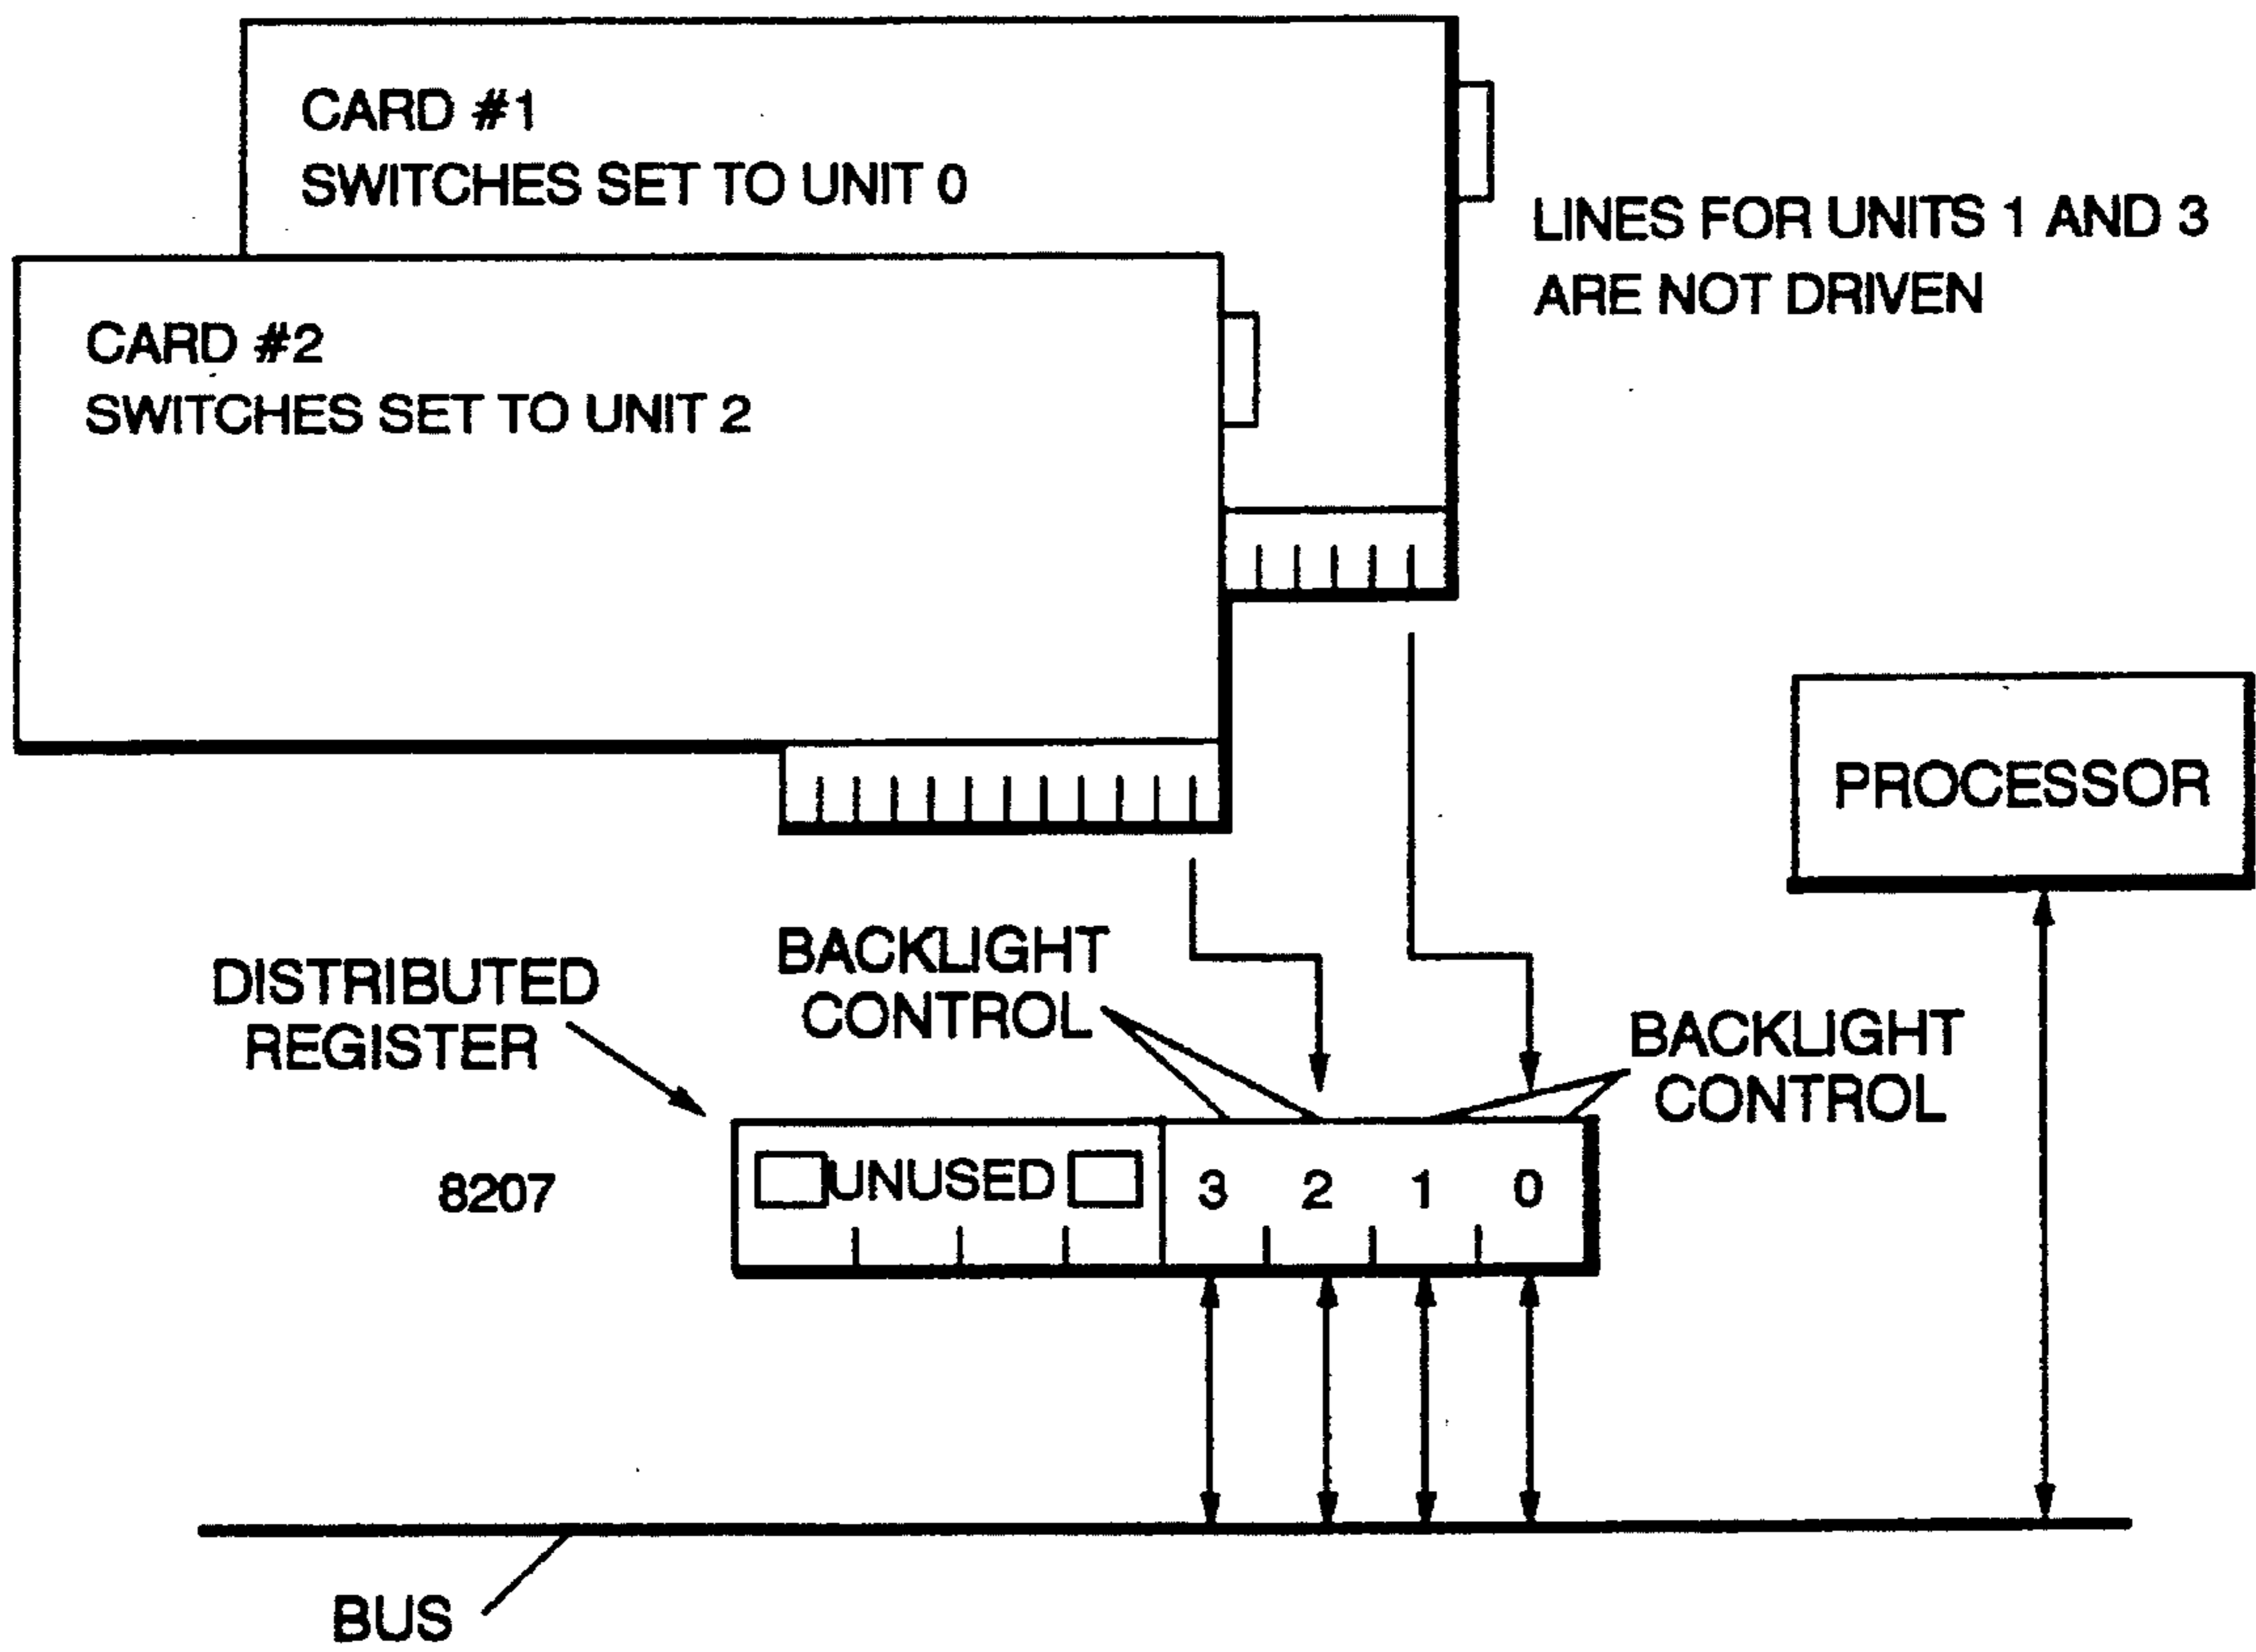 CARD #1
SWITCHES SET TO UNIT 0
LINES FOR UNITS 1 AND 3
ARE NOT DRIVEN
CARD #2
SWITCHES SET TO UNIT 2
PROCESSOR
BACKLIGHT
CONTROL
DISTRIBUTED
REGISTER
BACKLIGHT
CONTROL
8207
UNUSED 3 2 1 0
BUS